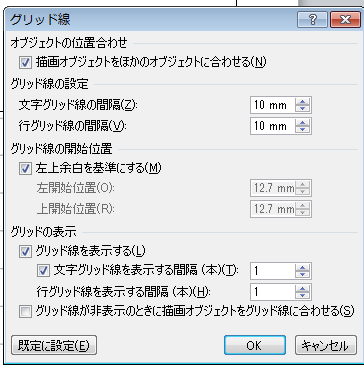 グリッド線
オブジェクトの位置合わせ
描画オブジェクトをほかのオブジェクトに合わせる(N)
グリッド線の設定
文字グリッド線の間隔(Z): 10 mm
行グリッド線の間隔(V): 10 mm
グリッド線の開始位置
左上余白を基準にする(M)
左開始位置(O): 12.7 mm
上開始位置(R): 12.7 mm
グリッドの表示
グリッド線を表示する(L)
文字グリッド線を表示する間隔 (本)(T): 1
行グリッド線を表示する間隔 (本)(H): 1
グリッド線が非表示のときに描画オブジェクトをグリッド線に合わせる(S)
既定に設定(E) OK キャンセル